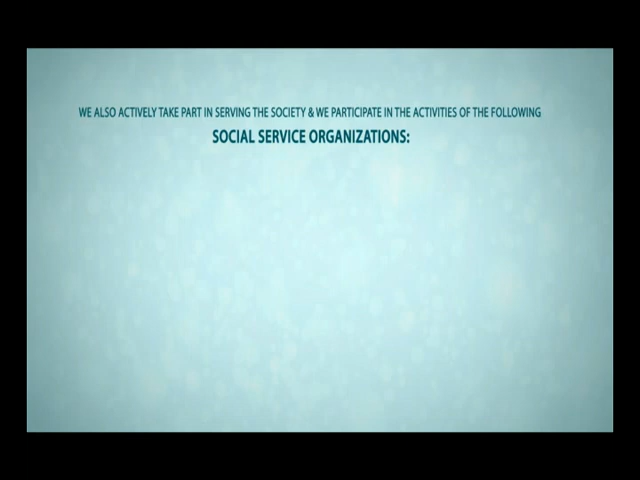 WE ALSO ACTIVELY TAKE PART IN SERVING THE SOCIETY & WE PARTICIPATE IN THE ACTIVITIES OF THE FOLLOWING
SOCIAL SERVICE ORGANIZATIONS: